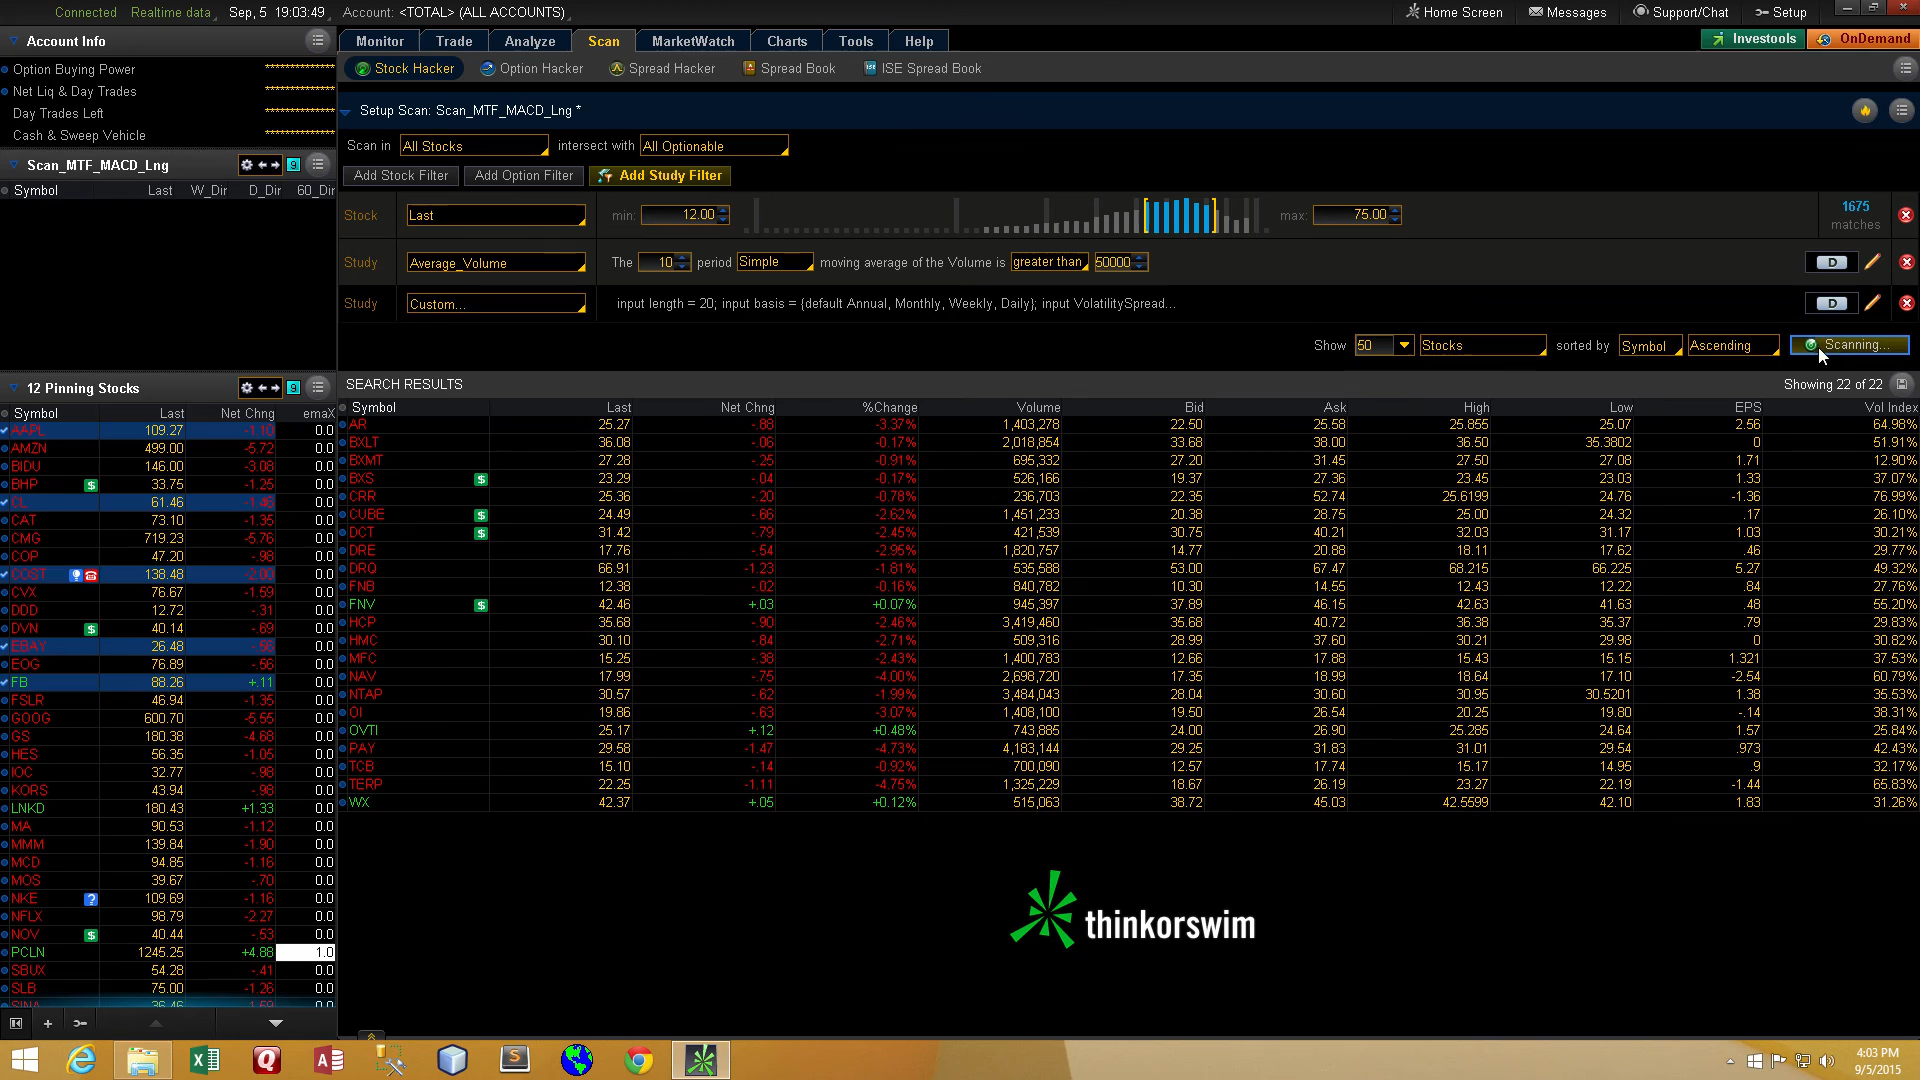 Connected Realtime data Sep, 5 19:03:49 Account: <TOTAL> (ALL ACCOUNTS) Home Screen Messages Support/Chat Setup
Account Info Monitor Trade Analyze Scan MarketWatch Charts Tools Help Investools OnDemand
Stock Hacker Option Hacker Spread Hacker Spread Book ISE Spread Book
Option Buying Power **************
Net Liq & Day Trades **************
Day Trades Left **************
Cash & Sweep Vehicle **************
Scan_MTF_MACD_Lng 9
Symbol Last W_Dir D_Dir 60_Dir
Setup Scan: Scan_MTF_MACD_Lng *
Scan in All Stocks intersect with All Optionable
Add Stock Filter Add Option Filter Add Study Filter
Stock Last min: 12.00 max: 75.00 1675 matches
Study Average_Volume The 10 period Simple moving average of the Volume is greater than 50000 D
Study Custom... input length = 20; input basis = {default Annual, Monthly, Weekly, Daily}; input VolatilitySpread... D
Show 50 Stocks sorted by Symbol Ascending Scanning...
12 Pinning Stocks 9
Symbol Last Net Chng emaX
AAPL 109.27 -1.10 0.0
AMZN 499.00 -5.72 0.0
BIDU 146.00 -3.08 0.0
BHP $ 33.75 -1.25 0.0
CL 61.46 -1.46 0.0
CAT 73.10 -1.35 0.0
CMG 719.23 -5.76 0.0
COP 47.20 -.98 0.0
COST 138.48 -2.00 0.0
CVX 76.67 -1.59 0.0
DDD 12.72 -.31 0.0
DVN $ 40.14 -.69 0.0
EBAY 26.48 -.56 0.0
EOG 76.89 -.56 0.0
FB 88.26 +.11 0.0
FSLR 46.94 -1.35 0.0
GOOG 600.70 -5.55 0.0
GS 180.38 -4.68 0.0
HES 56.35 -1.05 0.0
IOC 32.77 -.98 0.0
KORS 43.94 -.98 0.0
LNKD 180.43 +1.33 0.0
MA 90.53 -1.12 0.0
MMM 139.84 -1.90 0.0
MCD 94.85 -1.16 0.0
MOS 39.67 -.70 0.0
NKE ? 109.69 -1.16 0.0
NFLX 98.79 -2.27 0.0
NOV $ 40.44 -.53 0.0
PCLN 1245.25 +4.88 1.0
SBUX 54.28 -.41 0.0
SLB 75.00 -1.26 0.0
SINA 36.46 -1.69 0.0
SEARCH RESULTS Showing 22 of 22
Symbol Last Net Chng %Change Volume Bid Ask High Low EPS Vol Index
AR 25.27 -.88 -3.37% 1,403,278 22.50 25.58 25.855 25.07 2.56 64.98%
BXLT 36.08 -.06 -0.17% 2,018,854 33.68 38.00 36.50 35.3802 0 51.91%
BXMT 27.28 -.25 -0.91% 695,332 27.20 31.45 27.50 27.08 1.71 12.90%
BXS $ 23.29 -.04 -0.17% 526,166 19.37 27.36 23.45 23.03 1.33 37.07%
CRR 25.36 -.20 -0.78% 236,703 22.35 52.74 25.6199 24.76 -1.36 76.99%
CUBE $ 24.49 -.66 -2.62% 1,451,233 20.38 28.75 25.00 24.32 .17 26.10%
DCT $ 31.42 -.79 -2.45% 421,539 30.75 40.21 32.03 31.17 1.03 30.21%
DRE 17.76 -.54 -2.95% 1,820,757 14.77 20.88 18.11 17.62 .46 29.77%
DRQ 66.91 -1.23 -1.81% 535,588 53.00 67.47 68.215 66.225 5.27 49.32%
FNB 12.38 -.02 -0.16% 840,782 10.30 14.55 12.43 12.22 .84 27.76%
FNV $ 42.46 +.03 +0.07% 945,397 37.89 46.15 42.63 41.63 .48 55.20%
HCP 35.68 -.90 -2.46% 3,419,460 35.68 40.72 36.38 35.37 .79 29.83%
HMC 30.10 -.84 -2.71% 509,316 28.99 37.60 30.21 29.98 0 30.82%
MFC 15.25 -.38 -2.43% 1,400,783 12.66 17.88 15.43 15.15 1.321 37.53%
NAV 17.99 -.75 -4.00% 2,698,720 17.35 18.99 18.64 17.10 -2.54 60.79%
NTAP 30.57 -.62 -1.99% 3,484,043 28.04 30.60 30.95 30.5201 1.38 35.53%
OI 19.86 -.63 -3.07% 1,408,100 19.50 26.54 20.25 19.80 -.14 38.31%
OVTI 25.17 +.12 +0.48% 743,885 24.00 26.90 25.285 24.64 1.57 25.84%
PAY 29.58 -1.47 -4.73% 4,183,144 29.25 31.83 31.01 29.54 .973 42.43%
TCB 15.10 -.14 -0.92% 700,090 12.57 17.74 15.17 14.95 .9 32.17%
TERP 22.25 -1.11 -4.75% 1,325,229 18.67 26.19 23.27 22.19 -1.44 65.83%
WX 42.37 +.05 +0.12% 515,063 38.72 45.03 42.5599 42.10 1.83 31.26%
thinkorswim
4:03 PM
9/5/2015